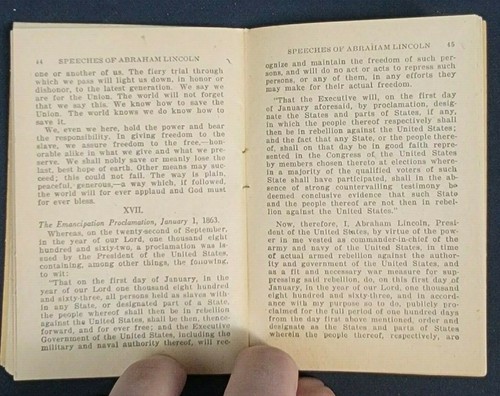 44 SPEECHES OF ABRAHAM LINCOLN
one or another of us. The fiery trial through
which we pass will light us down, in honor or
dishonor, to the latest generation. We say we
are for the Union. The world will not forget
that we say this. We know how to save the
Union. The world knows we do know how to
save it.
We, even we here, hold the power and bear
the responsibility. In giving freedom to the
slave, we assure freedom to the free,—hon-
orable alike in what we give and what we pre-
serve. We shall nobly save or meanly lose the
last, best hope of earth. Other means may suc-
ceed; this could not fail. The way is plain,
peaceful, generous,—a way which, if followed,
the world will for ever applaud and God must
for ever bless.
XVII.
The Emancipation Proclamation, January 1, 1863.
Whereas, on the twenty-second of September,
in the year of our Lord, one thousand eight
hundred and sixty-two, a proclamation was is-
sued by the President of the United States,
containing, among other things, the following,
to wit:
"That on the first day of January, in the
year of our Lord one thousand eight hundred
and sixty-three, all persons held as slaves with-
in any State, or designated part of a State,
the people whereof shall then be in rebellion
against the United States, shall be then, thence-
forward, and for ever free; and the Executive
Government of the United States, including the
military and naval authority thereof, will rec-
SPEECHES OF ABRAHAM LINCOLN 45
ognize and maintain the freedom of such per-
sons, and will do no act or acts to repress such
persons, or any of them, in any efforts they
may make for their actual freedom.
"That the Executive will, on the first day
of January aforesaid, by proclamation, desig-
nate the States and parts of States, if any,
in which the people thereof respectively shall
then be in rebellion against the United States;
and the fact that any State, or the people there-
of, shall on that day be in good faith repre-
sented in the Congress of the United States
by members chosen thereto at elections where-
in a majority of the qualified voters of such
State shall have participated, shall in the ab-
sence of strong countervailing testimony be
deemed conclusive evidence that such State
and the people thereof are not then in rebel-
lion against the United States."
Now, therefore, I, Abraham Lincoln, Presi-
dent of the United States, by virtue of the pow-
er in me vested as commander-in-chief of the
army and navy of the United States, in time
of actual armed rebellion against the author-
ity and government of the United States, and
as a fit and necessary war measure for sup-
pressing said rebellion, do, on this first day of
January, in the year of our Lord, one thousand
eight hundred and sixty-three, and in accord-
ance with my purpose so to do, publicly pro-
claimed for the full period of one hundred days
from the day first above mentioned, order and
designate as the States and parts of States
wherein the people thereof, respectively, are